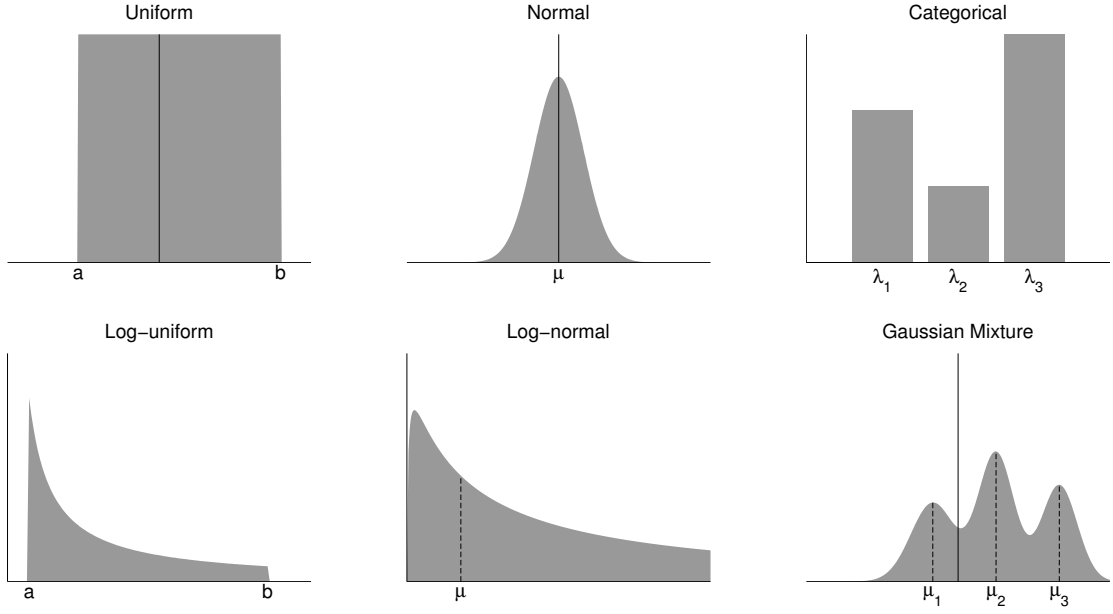 Uniform
Normal
Categorical
a b
μ
λ1 λ2 λ3
Log−uniform
Log−normal
Gaussian Mixture
a b
μ
μ1 μ2 μ3